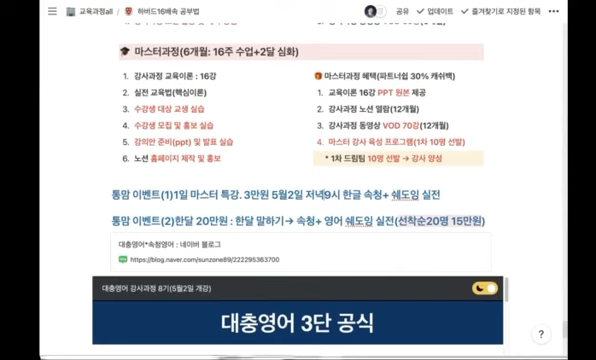 교육과정all / 하버드16배속 공부법
공유 업데이트 즐겨찾기로 지정된 항목
마스터과정(6개월: 16주 수업+2달 심화)
1. 강사과정 교육이론 : 16강
2. 실전 교육법(핵심이론)
3. 수강생 대상 교생 실습
4. 수강생 모집 및 홍보 실습
5. 강의안 준비(ppt) 및 발표 실습
6. 노션 홈페이지 제작 및 홍보
마스터과정 혜택(파트너쉽 30% 캐쉬백)
1. 교육이론 16강 PPT 원본 제공
2. 강사과정 노션 열람(12개월)
3. 강사과정 동영상 VOD 70강(12개월)
4. 마스터 강사 육성 프로그램(1차 10명 선발)
* 1차 드림팀 10명 선발 → 강사 양성
통맘 이벤트(1)1일 마스터 특강. 3만원 5월2일 저녁9시 한글 속청+ 쉐도잉 실전
통맘 이벤트(2)한달 20만원 : 한달 말하기→ 속청+ 영어 쉐도잉 실전(선착순20명 15만원)
대충영어*속청영어 : 네이버 블로그
https://blog.naver.com/sunzone89/222295363700
대충영어 강사과정 8기(5월2일 개강)
대충영어 3단 공식
?